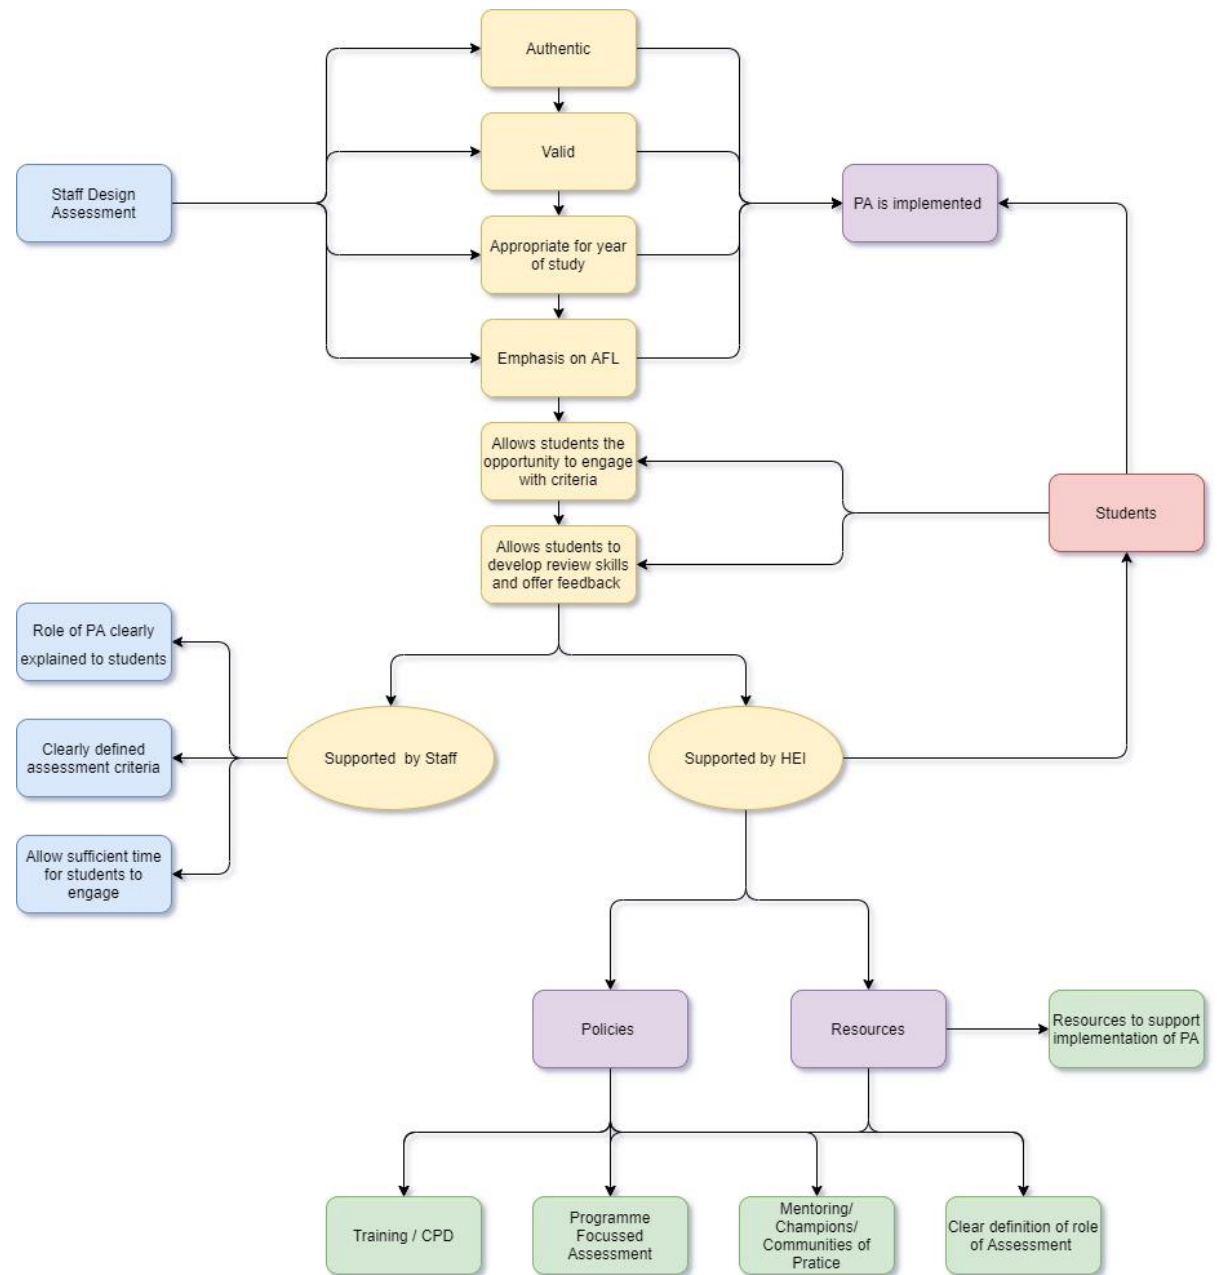 Authentic
Valid
Staff Design
Assessment
PA is implemented
Appropriate for year
of study
Emphasis on AFL
Allows students the
opportunity to engage
with criteria
Students
Allows students to
develop review skills
and offer feedback
Role of PA clearly
explained to students
Clearly defined
assessment criteria
Supported by Staff
Supported by HEI
Allow sufficient time
for students to
engage
Policies
Resources
Resources to support
implementation of PA
Training / CPD
Programme
Focussed
Assessment
Mentoring/
Champions/
Communities of
Pratice
Clear definition of role
of Assessment